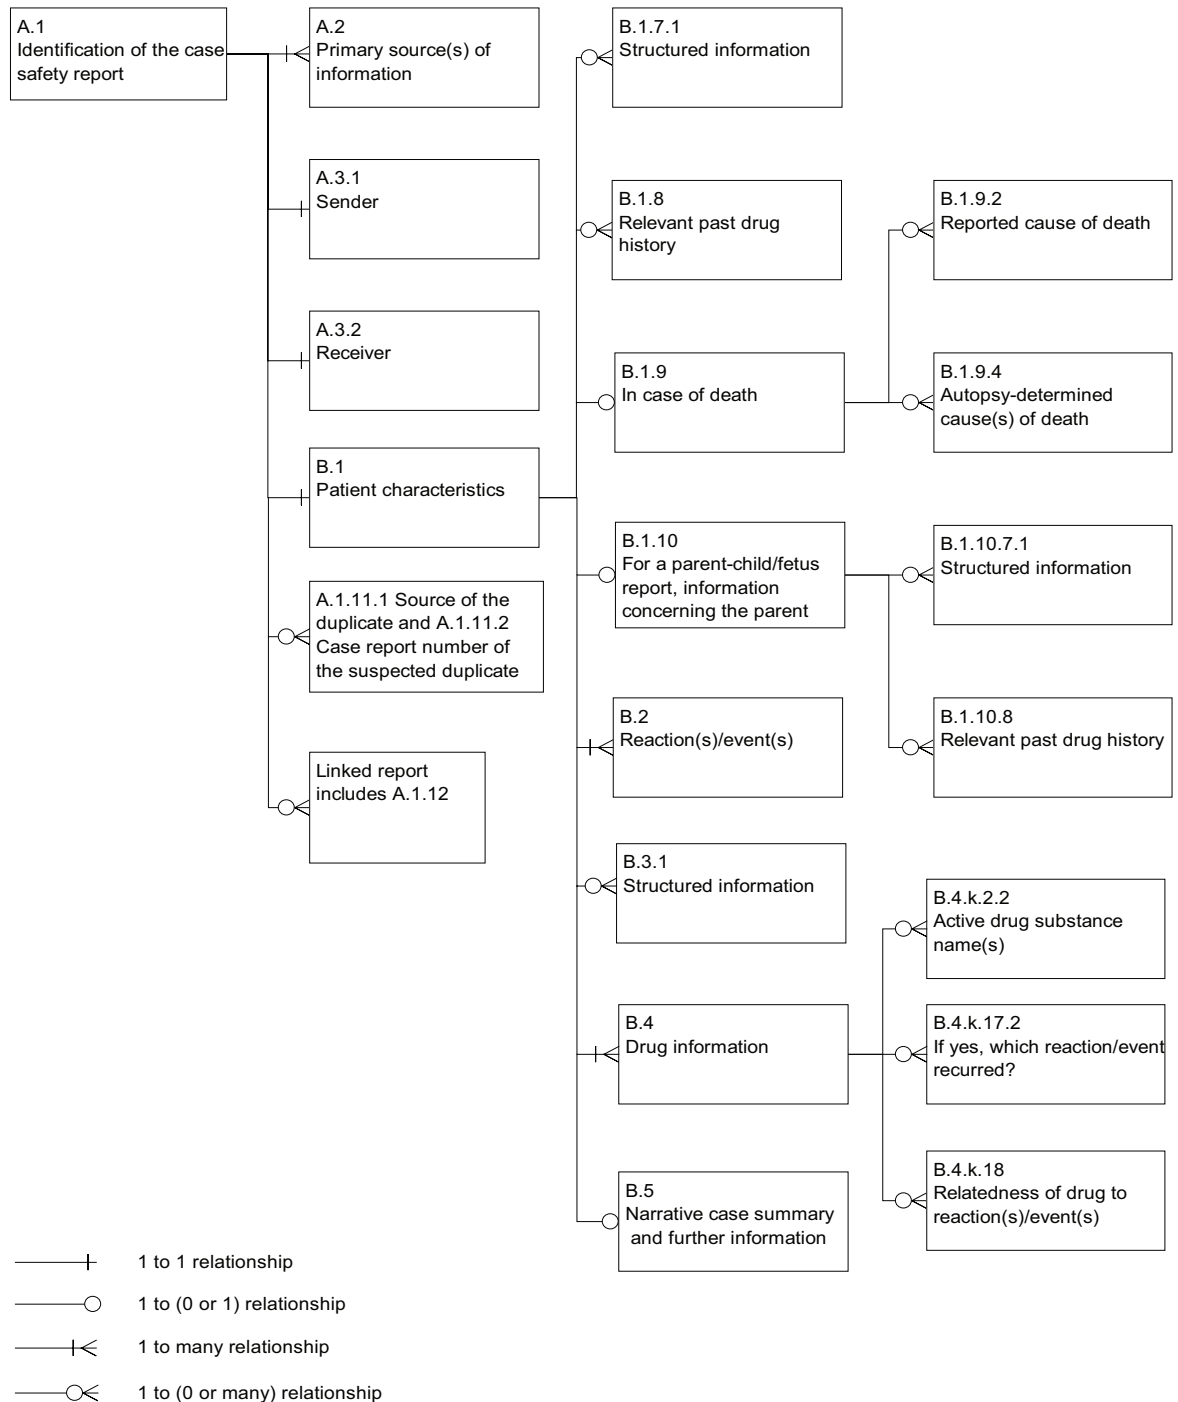 A.1
Identification of the case
safety report
A.2
Primary source(s) of
information
A.3.1
Sender
A.3.2
Receiver
B.1
Patient characteristics
A.1.11.1 Source of the
duplicate and A.1.11.2
Case report number of
the suspected duplicate
Linked report
includes A.1.12
B.1.7.1
Structured information
B.1.8
Relevant past drug
history
B.1.9
In case of death
B.1.10
For a parent-child/fetus
report, information
concerning the parent
B.2
Reaction(s)/event(s)
B.3.1
Structured information
B.4
Drug information
B.5
Narrative case summary
and further information
B.1.9.2
Reported cause of death
B.1.9.4
Autopsy-determined
cause(s) of death
B.1.10.7.1
Structured information
B.1.10.8
Relevant past drug history
B.4.k.2.2
Active drug substance
name(s)
B.4.k.17.2
If yes, which reaction/event
recurred?
B.4.k.18
Relatedness of drug to
reaction(s)/event(s)
1 to 1 relationship
1 to (0 or 1) relationship
1 to many relationship
1 to (0 or many) relationship